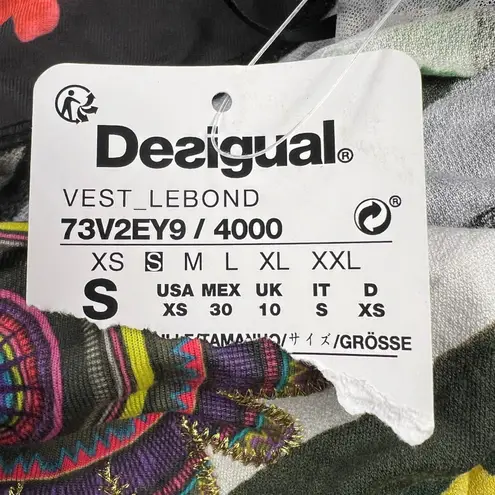 Desigual®
VEST_LEBOND
73V2EY9 / 4000
®
XS S M L XL XXL
S
USA MEX UK IT D
XS 30 10 S XS
/TAMANHO/サイズ/GRÖSSE